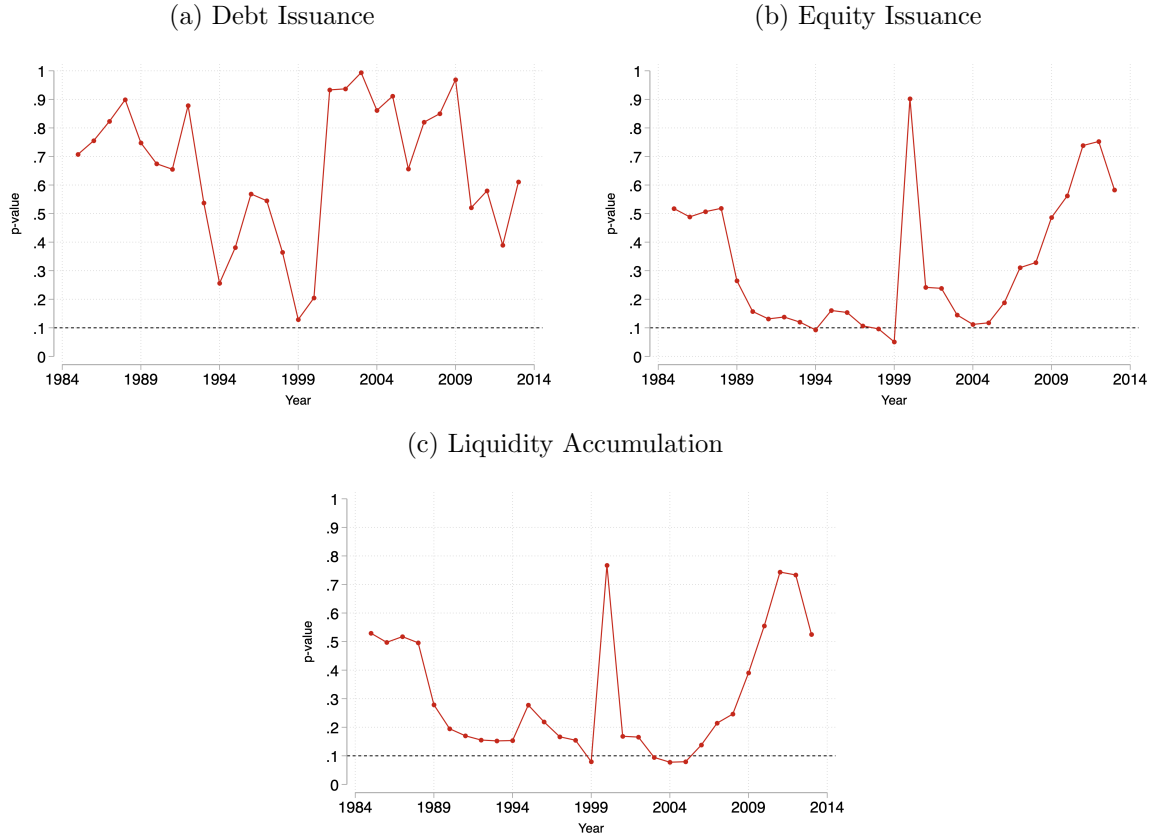 (a) Debt Issuance
(b) Equity Issuance
1
.9
.8
.7
.6
.5
.4
.3
.2
.1
0
p-value
1984 1989 1994 1999 2004 2009 2014
Year
1
.9
.8
.7
.6
.5
.4
.3
.2
.1
0
p-value
1984 1989 1994 1999 2004 2009 2014
Year
(c) Liquidity Accumulation
1
.9
.8
.7
.6
.5
.4
.3
.2
.1
0
p-value
1984 1989 1994 1999 2004 2009 2014
Year